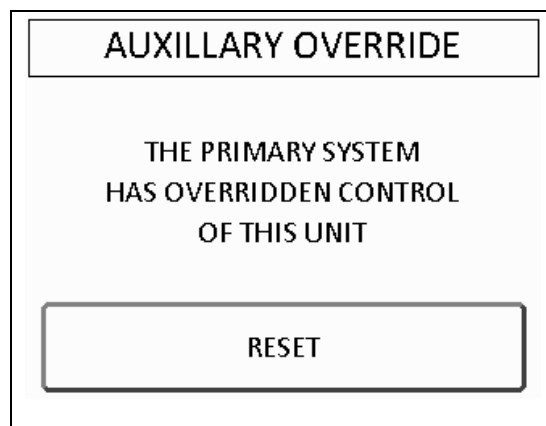 AUXILLARY OVERRIDE
THE PRIMARY SYSTEM
HAS OVERRIDDEN CONTROL
OF THIS UNIT
RESET